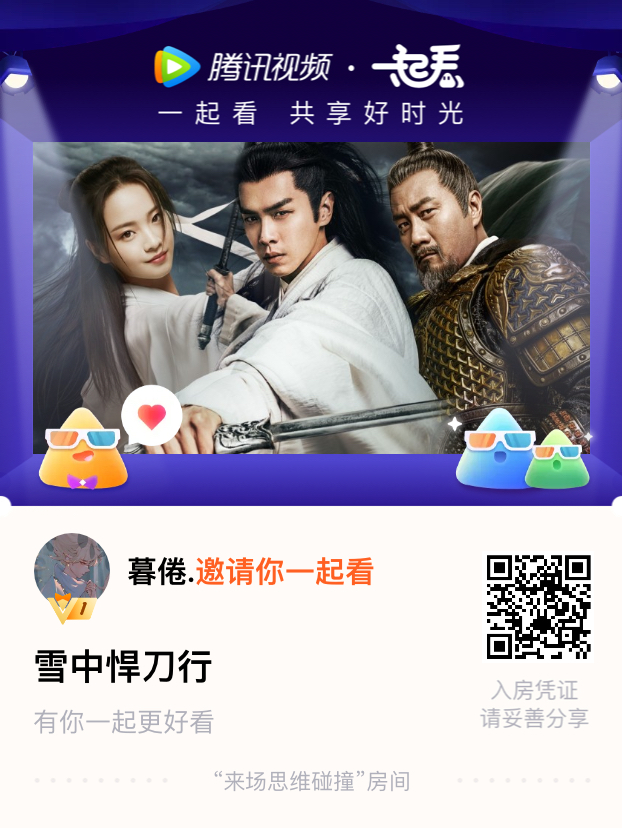 腾讯视频·一起看
一起看 共享好时光
暮倦.邀请你一起看
1
雪中悍刀行
有你一起更好看
入房凭证
请妥善分享
“来场思维碰撞”房间